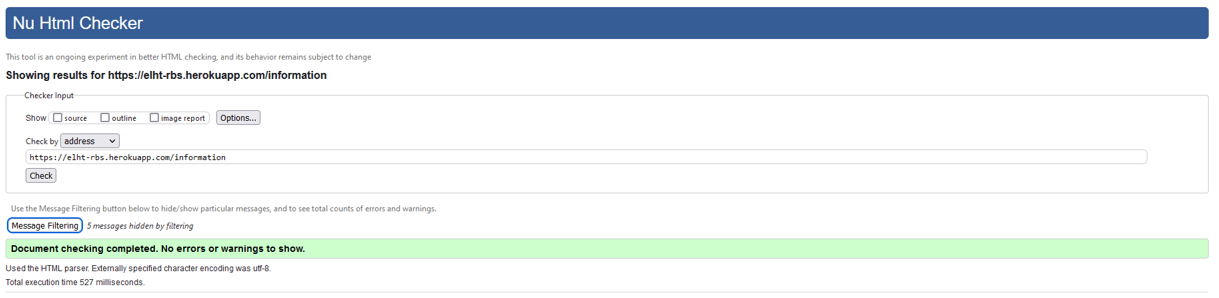 Nu Html Checker
This tool is an ongoing experiment in better HTML checking, and its behavior remains subject to change
Showing results for https://elht-rbs.herokuapp.com/information
Checker Input
Show source outline image report Options...
Check by address
https://elht-rbs.herokuapp.com/information
Check
Use the Message Filtering button below to hide/show particular messages, and to see total counts of errors and warnings.
Message Filtering 5 messages hidden by filtering
Document checking completed. No errors or warnings to show.
Used the HTML parser. Externally specified character encoding was utf-8.
Total execution time 527 milliseconds.